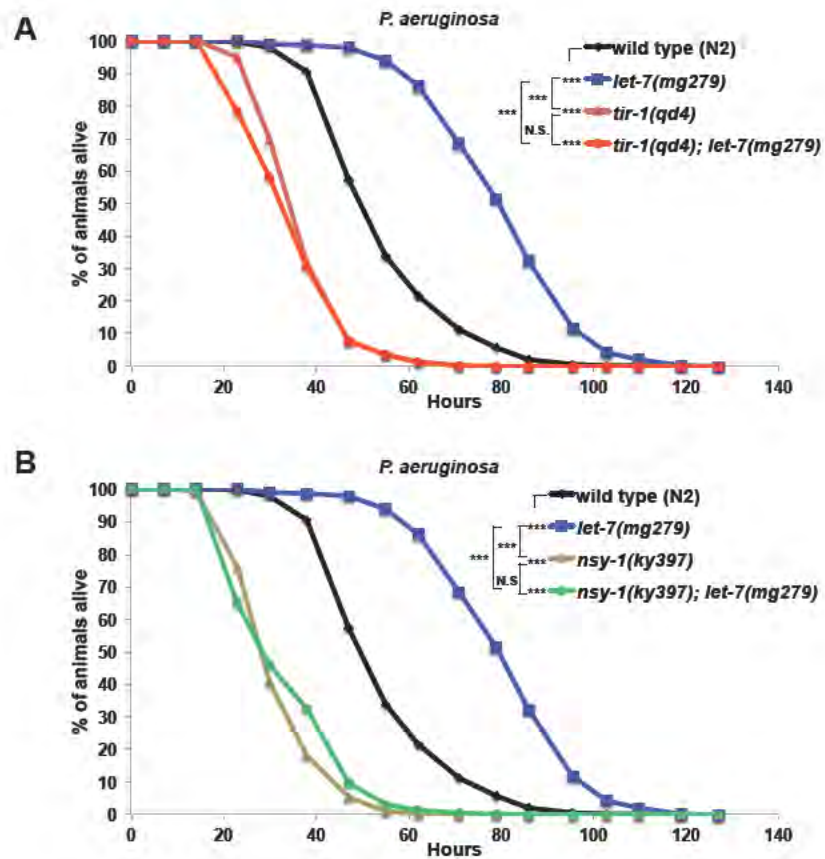 A
P. aeruginosa
% of animals alive
100
90
80
70
60
50
40
30
20
10
0
wild type (N2)
*** let-7(mg279)
*** *** tir-1(qd4)
*** N.S. *** tir-1(qd4); let-7(mg279)
0 20 40 60 80 100 120 140
Hours
B
P. aeruginosa
% of animals alive
100
90
80
70
60
50
40
30
20
10
0
wild type (N2)
*** let-7(mg279)
*** *** *** nsy-1(ky397)
N.S *** nsy-1(ky397); let-7(mg279)
0 20 40 60 80 100 120 140
Hours